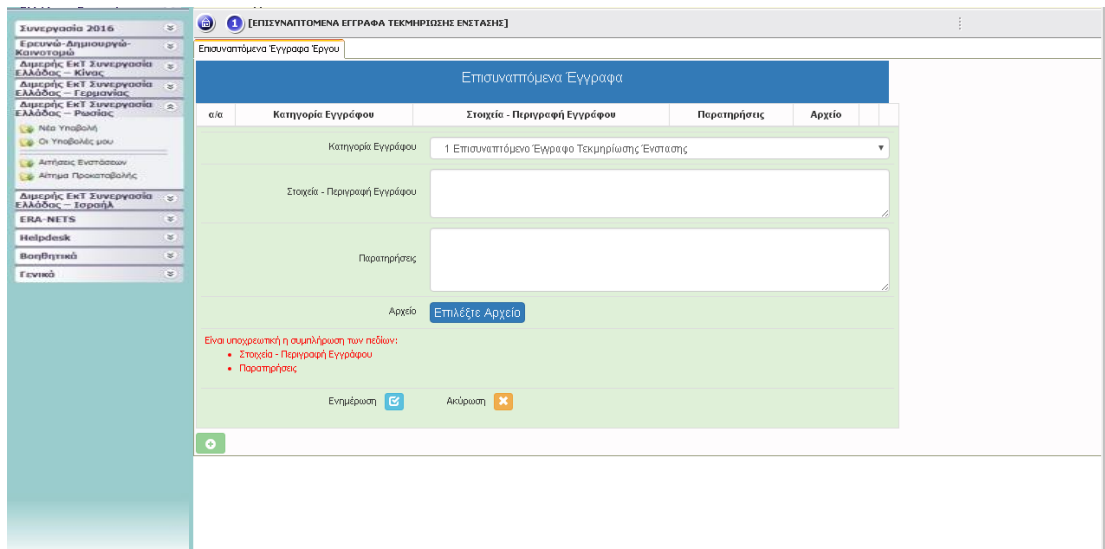 Συνεργασία 2016
Ερευνώ-Δημιουργώ-
Καινοτομώ
Διμερής ΕκΤ Συνεργασία
Ελλάδας – Κίνας
Διμερής ΕκΤ Συνεργασία
Ελλάδας – Γερμανίας
Διμερής ΕκΤ Συνεργασία
Ελλάδας – Ρωσίας
Νέα Υποβολή
Οι Υποβολές μου
Αιτήσεις Ενστάσεων
Αίτημα Προκαταβολής
Διμερής ΕκΤ Συνεργασία
Ελλάδας – Ισραήλ
ERA-NETS
Helpdesk
Βοηθητικά
Γενικά
1 [ΕΠΙΣΥΝΑΠΤΟΜΕΝΑ ΕΓΓΡΑΦΑ ΤΕΚΜΗΡΙΩΣΗΣ ΕΝΣΤΑΣΗΣ]
Επισυναπτόμενα Έγγραφα Έργου
Επισυναπτόμενα Έγγραφα
α/α Κατηγορία Εγγράφου Στοιχεία - Περιγραφή Εγγράφου Παρατηρήσεις Αρχείο
Κατηγορία Εγγράφου 1 Επισυναπτόμενο Έγγραφο Τεκμηρίωσης Ένστασης
Στοιχεία - Περιγραφή Εγγράφου
Παρατηρήσεις
Αρχείο Επιλέξτε Αρχείο
Είναι υποχρεωτική η συμπλήρωση των πεδίων:
• Στοιχεία - Περιγραφή Εγγράφου
• Παρατηρήσεις
Ενημέρωση Ακύρωση